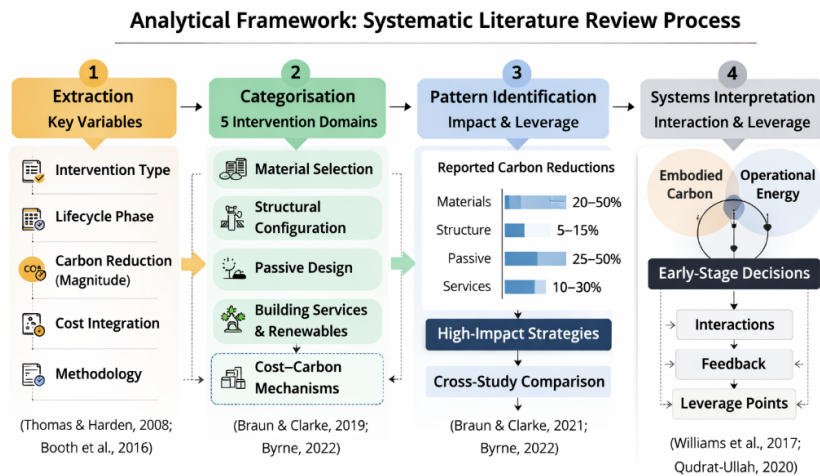 Analytical Framework: Systematic Literature Review Process
1
Extraction
Key Variables
Intervention Type
Lifecycle Phase
CO₂
Carbon Reduction
(Magnitude)
Cost Integration
Methodology
(Thomas & Harden, 2008;
Booth et al., 2016)
2
Categorisation
5 Intervention Domains
Material Selection
Structural
Configuration
Passive Design
Building Services
& Renewables
Cost–Carbon
Mechanisms
(Braun & Clarke, 2019;
Byrne, 2022)
3
Pattern Identification
Impact & Leverage
Reported Carbon Reductions
Materials 20–50%
Structure 5–15%
Passive 25–50%
Services 10–30%
High-Impact Strategies
Cross-Study Comparison
(Braun & Clarke, 2021;
Byrne, 2022)
4
Systems Interpretation
Interaction & Leverage
Embodied
Carbon
Operational
Energy
Early-Stage Decisions
Interactions
Feedback
Leverage Points
(Williams et al., 2017;
Qudrat-Ullah, 2020)